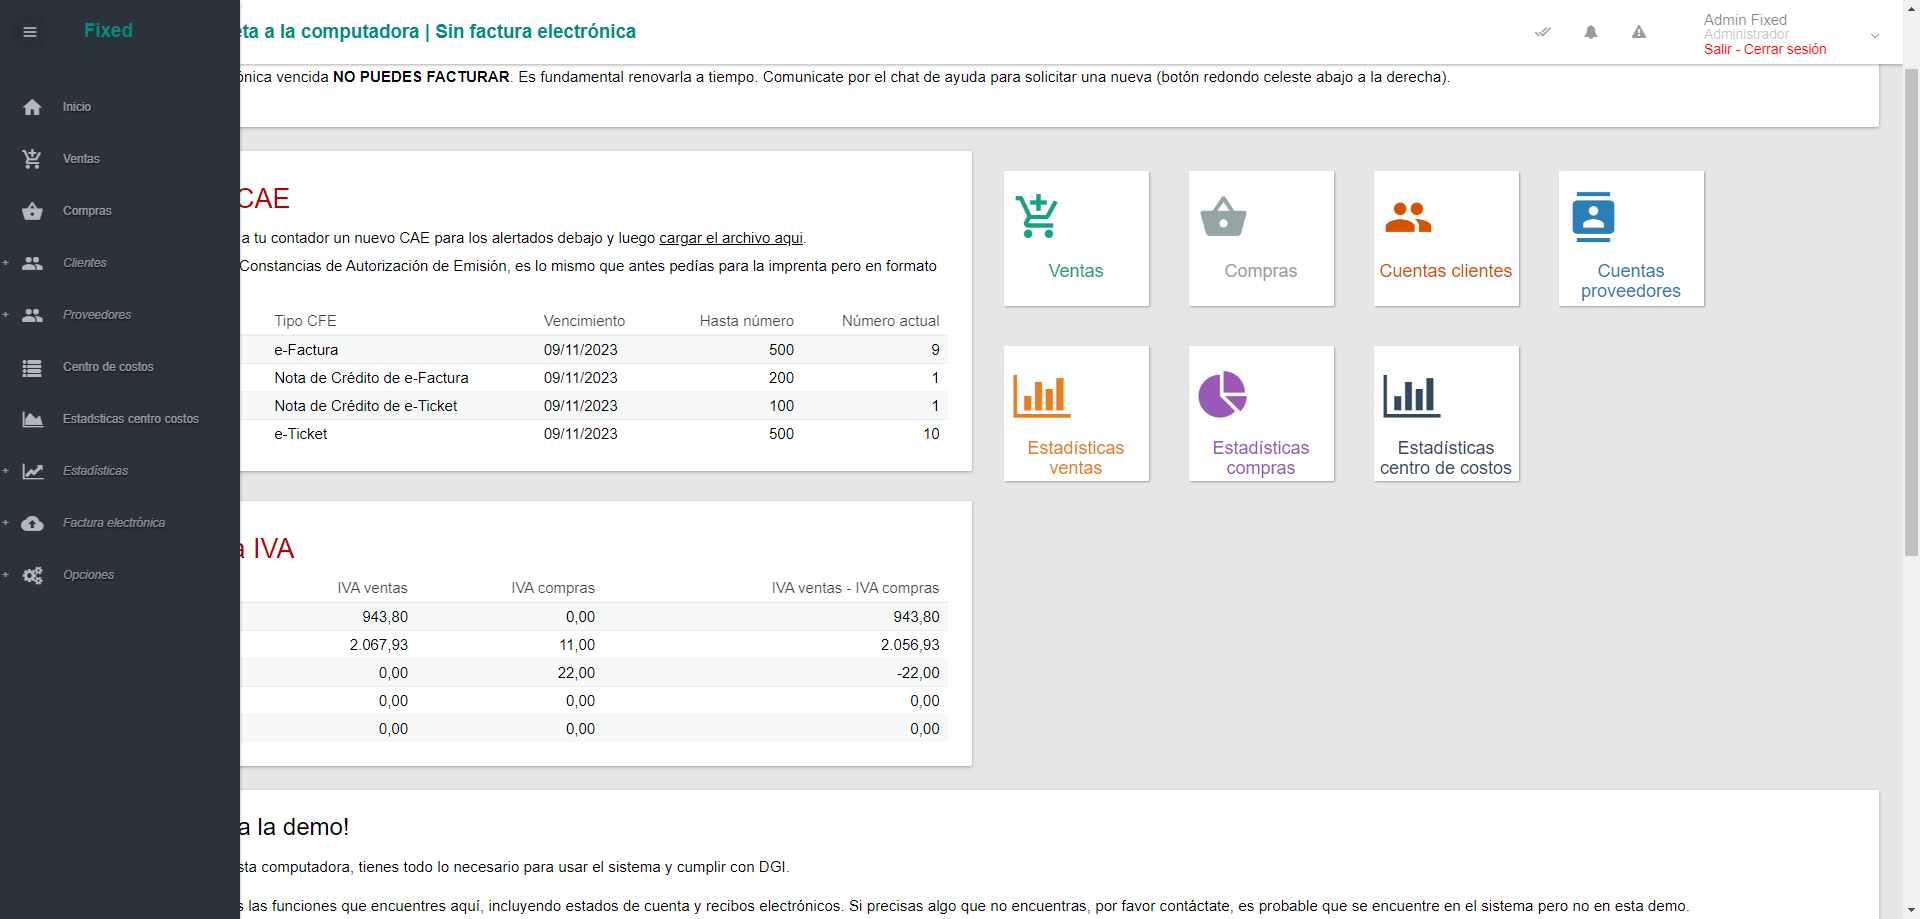 Fixed
Inicio
Ventas
Compras
+ Clientes
+ Proveedores
Centro de costos
Estadsticas centro costos
+ Estadísticas
+ Factura electrónica
+ Opciones
a la computadora | Sin factura electrónica
Admin Fixed
Administrador
Salir - Cerrar sesión
vencida NO PUEDES FACTURAR. Es fundamental renovarla a tiempo. Comunicate por el chat de ayuda para solicitar una nueva (botón redondo celeste abajo a la derecha).
CAE
a tu contador un nuevo CAE para los alertados debajo y luego cargar el archivo aqui.
Constancias de Autorización de Emisión, es lo mismo que antes pedías para la imprenta pero en formato
Tipo CFE Vencimiento Hasta número Número actual
e-Factura 09/11/2023 500 9
Nota de Crédito de e-Factura 09/11/2023 200 1
Nota de Crédito de e-Ticket 09/11/2023 100 1
e-Ticket 09/11/2023 500 10
Ventas
Compras
Cuentas clientes
Cuentas
proveedores
Estadísticas
ventas
Estadísticas
compras
Estadísticas
centro de costos
IVA
IVA ventas IVA compras IVA ventas - IVA compras
943,80 0,00 943,80
2.067,93 11,00 2.056,93
0,00 22,00 -22,00
0,00 0,00 0,00
0,00 0,00 0,00
a la demo!
computadora, tienes todo lo necesario para usar el sistema y cumplir con DGI.
las funciones que encuentres aquí, incluyendo estados de cuenta y recibos electrónicos. Si precisas algo que no encuentras, por favor contáctate, es probable que se encuentre en el sistema pero no en esta demo.